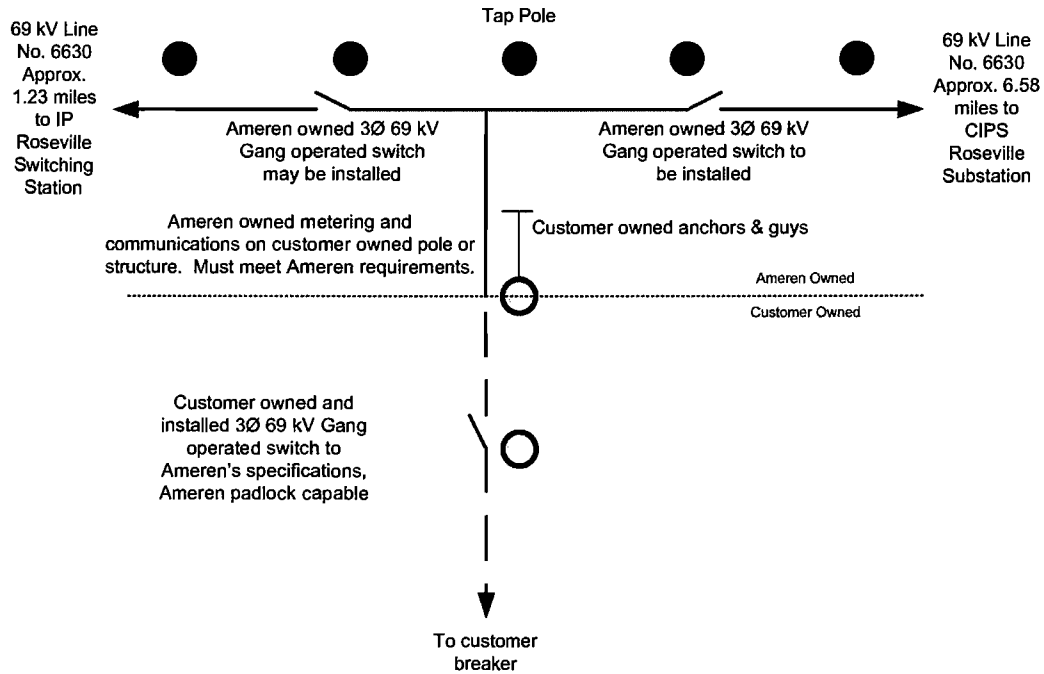 Tap Pole
69 kV Line
No. 6630
Approx.
1.23 miles
to IP
Roseville
Switching
Station
69 kV Line
No. 6630
Approx. 6.58
miles to
CIPS
Roseville
Substation
Ameren owned 3Ø 69 kV
Gang operated switch
may be installed
Ameren owned 3Ø 69 kV
Gang operated switch to
be installed
Ameren owned metering and
communications on customer owned pole or
structure. Must meet Ameren requirements.
Customer owned anchors & guys
Ameren Owned
Customer Owned
Customer owned and
installed 3Ø 69 kV Gang
operated switch to
Ameren's specifications,
Ameren padlock capable
To customer
breaker